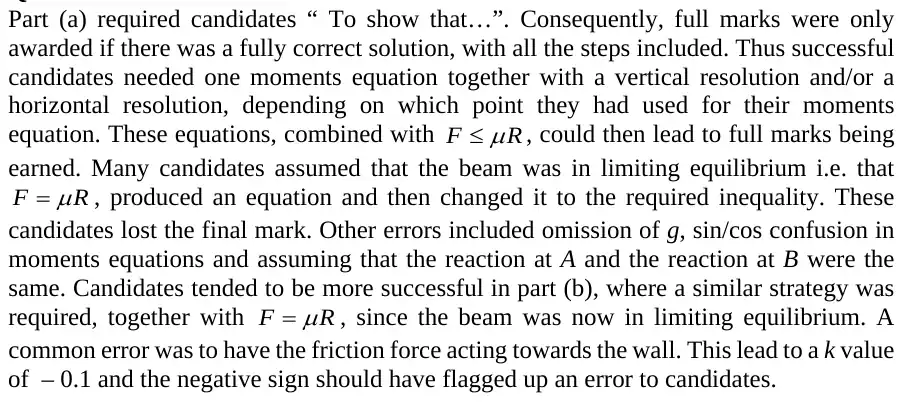 Part (a) required candidates “ To show that…”. Consequently, full marks were only
awarded if there was a fully correct solution, with all the steps included. Thus successful
candidates needed one moments equation together with a vertical resolution and/or a
horizontal resolution, depending on which point they had used for their moments
equation. These equations, combined with F ≤ μR , could then lead to full marks being
earned. Many candidates assumed that the beam was in limiting equilibrium i.e. that
F = μR , produced an equation and then changed it to the required inequality. These
candidates lost the final mark. Other errors included omission of g, sin/cos confusion in
moments equations and assuming that the reaction at A and the reaction at B were the
same. Candidates tended to be more successful in part (b), where a similar strategy was
required, together with F = μR , since the beam was now in limiting equilibrium. A
common error was to have the friction force acting towards the wall. This lead to a k value
of – 0.1 and the negative sign should have flagged up an error to candidates.